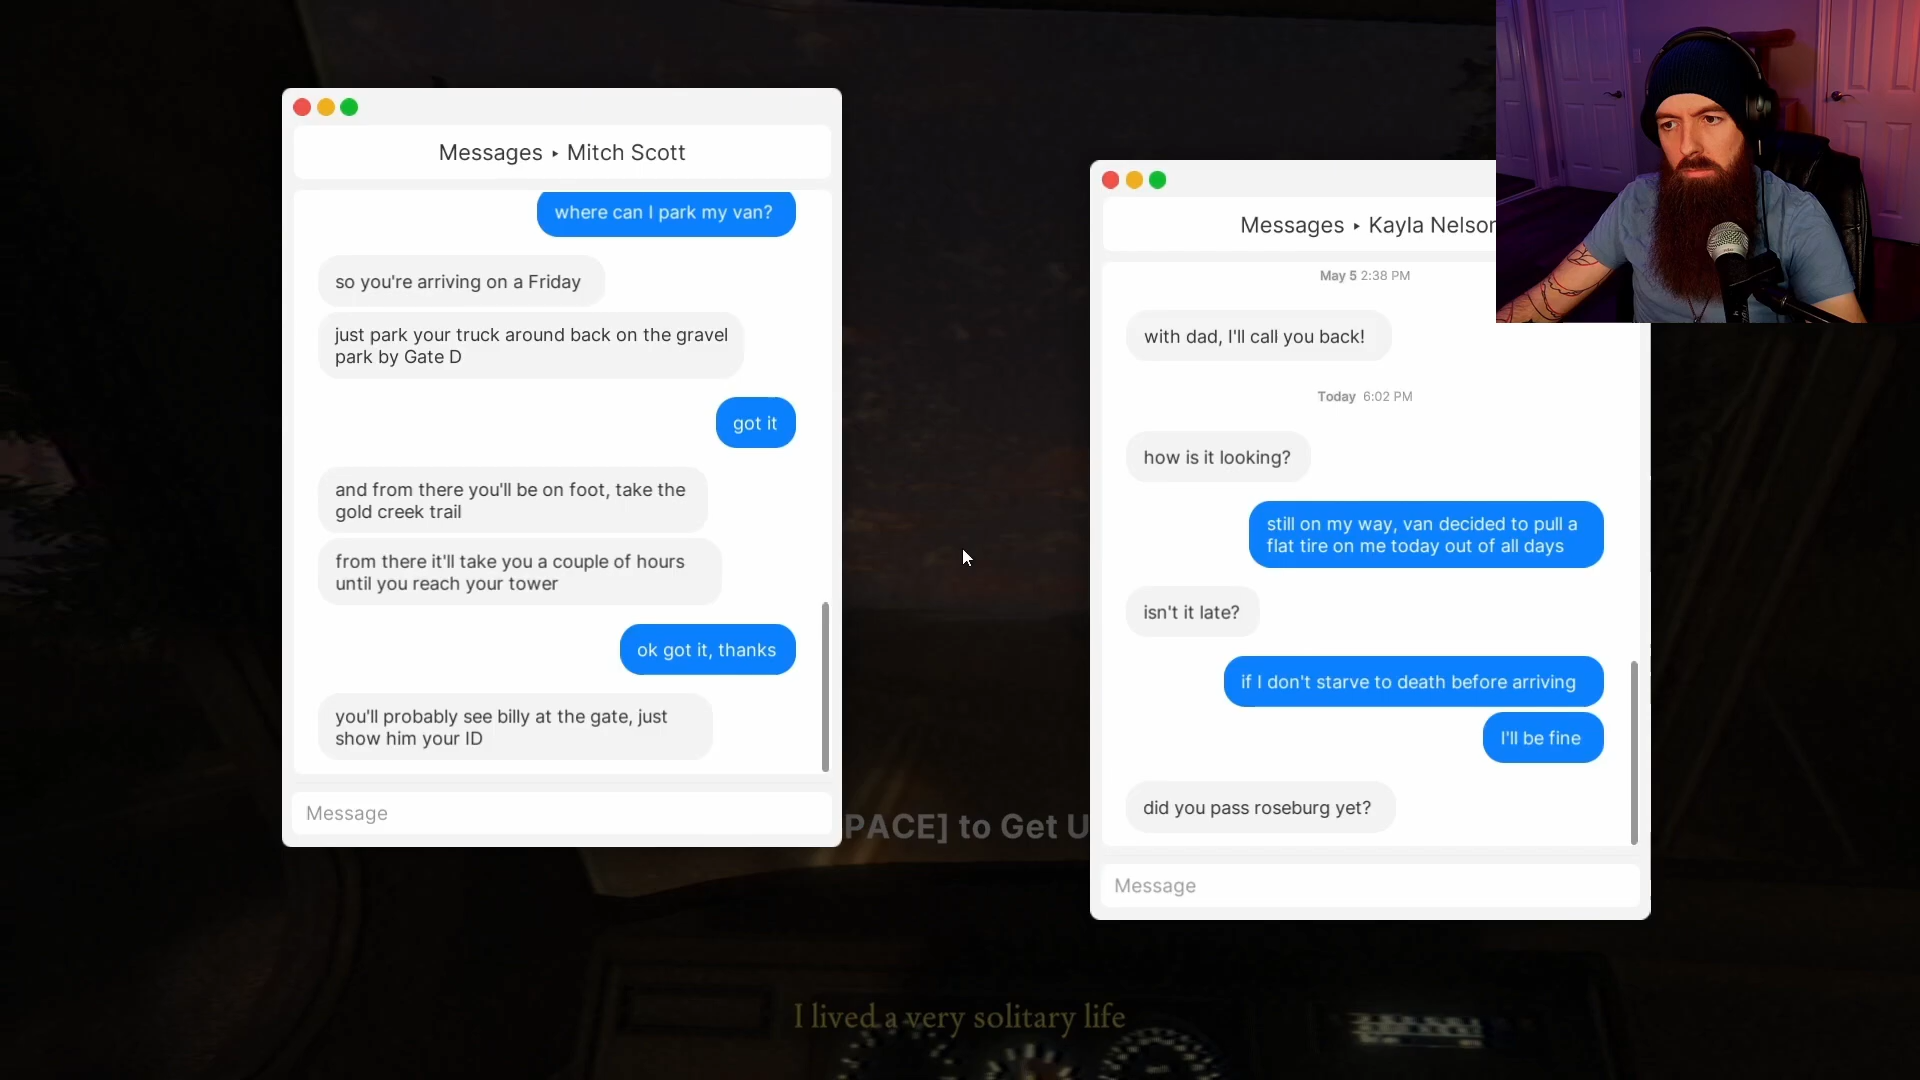 Messages ▸ Mitch Scott
where can I park my van?
so you're arriving on a Friday
just park your truck around back on the gravel
park by Gate D
got it
and from there you'll be on foot, take the
gold creek trail
from there it'll take you a couple of hours
until you reach your tower
ok got it, thanks
you'll probably see billy at the gate, just
show him your ID
Message
Messages ▸ Kayla Nelson
May 5 2:38 PM
with dad, I'll call you back!
Today 6:02 PM
how is it looking?
still on my way, van decided to pull a
flat tire on me today out of all days
isn't it late?
if I don't starve to death before arriving
I'll be fine
did you pass roseburg yet?
Message
PACE] to Get U
I lived a very solitary life